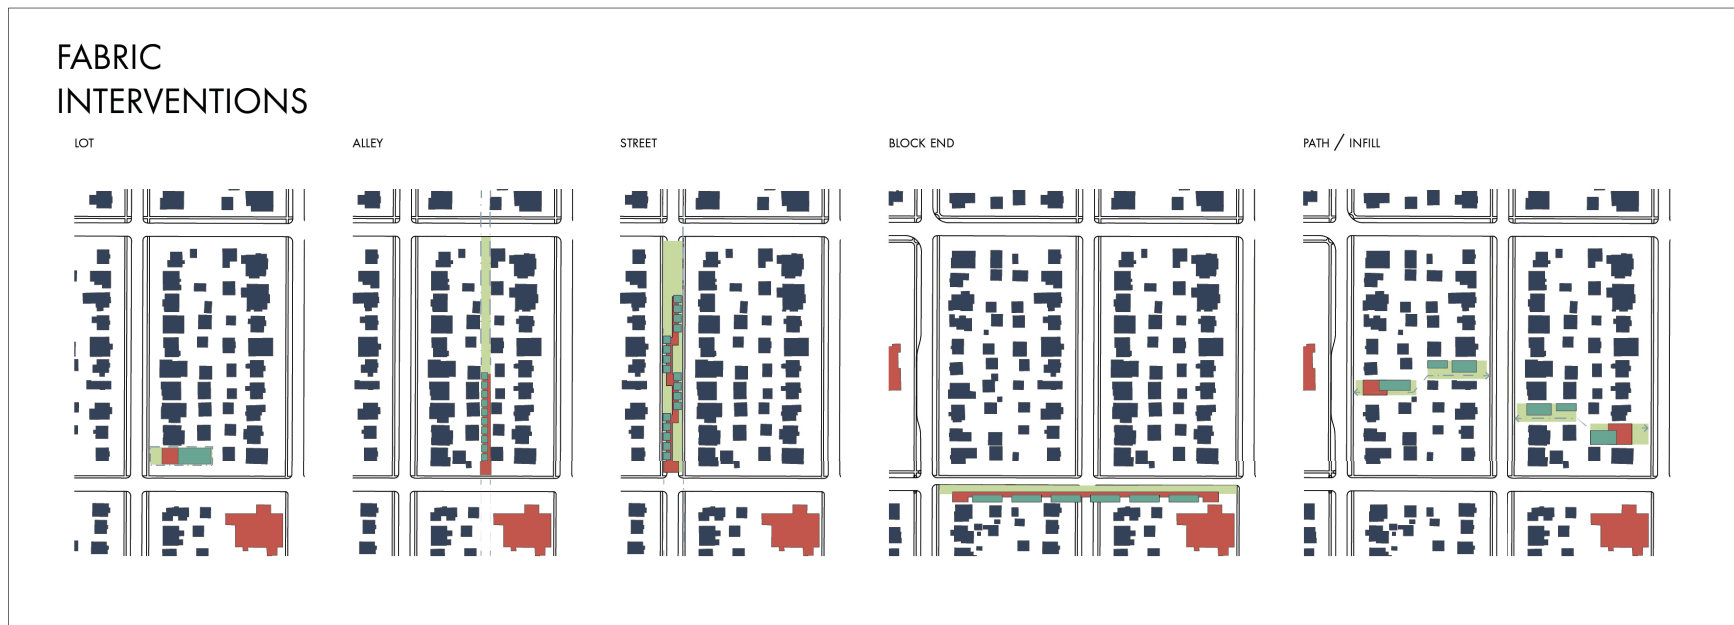 FABRIC
INTERVENTIONS
LOT
ALLEY
STREET
BLOCK END
PATH / INFILL